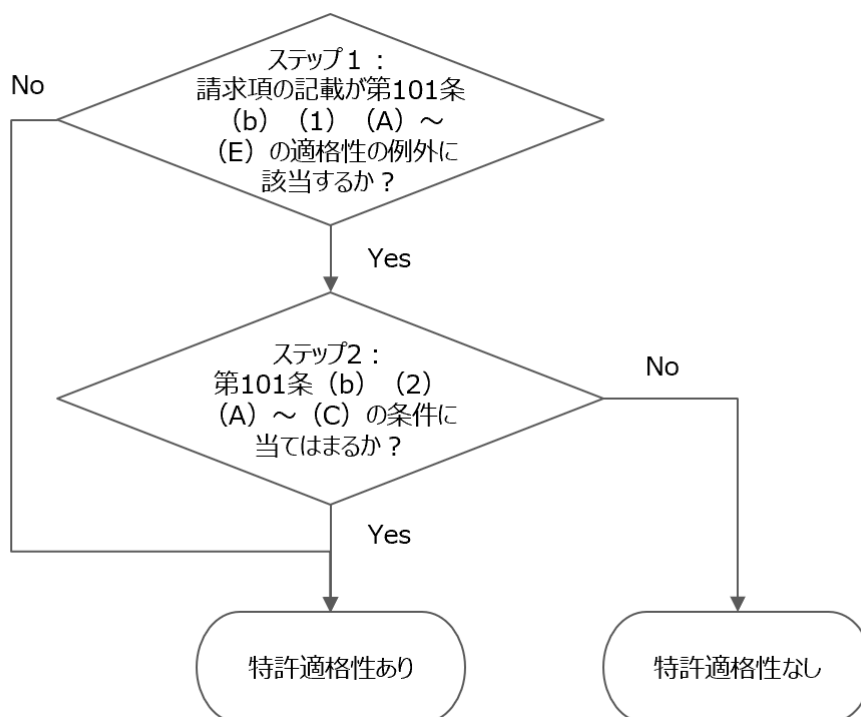 ステップ1：
No
請求項の記載が第101条
（b）（1）（A）～
（E）の適格性の例外に
該当するか？
Yes
ステップ2：
No
第101条（b）（2）
（A）～（C）の条件に
当てはまるか？
Yes
特許適格性あり
特許適格性なし